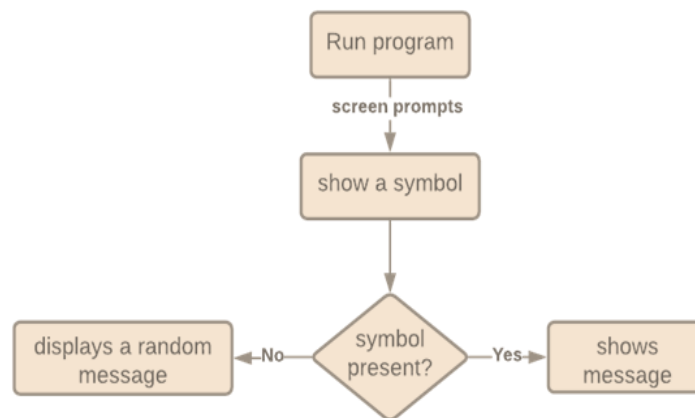 Run program
screen prompts
show a symbol
symbol
present?
No
displays a random
message
Yes
shows
message